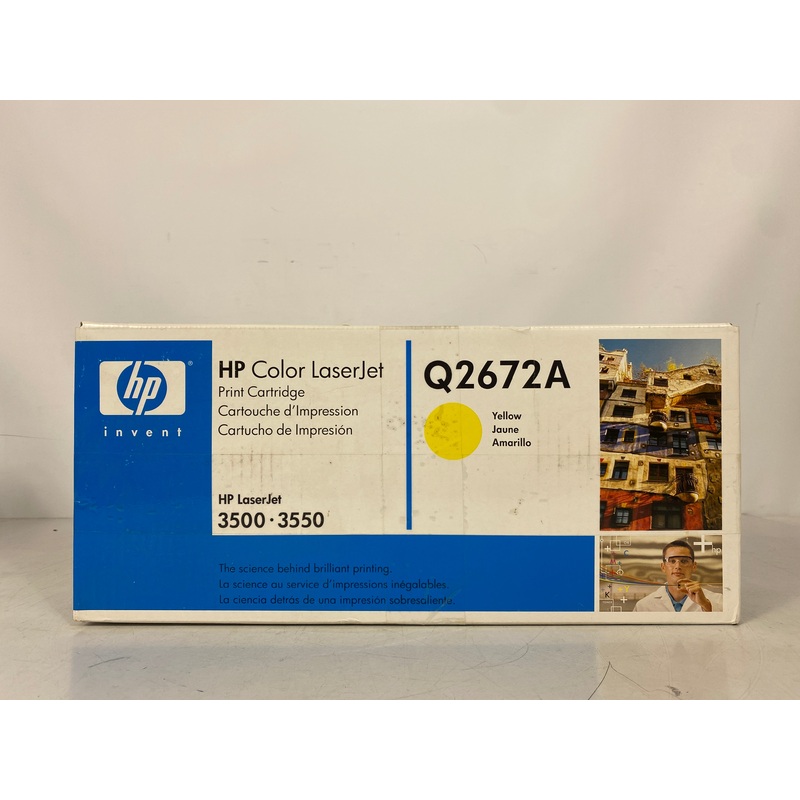 hp
invent
HP Color LaserJet
Print Cartridge
Cartouche d'Impression
Cartucho de Impresión
HP LaserJet
3500 · 3550
Q2672A
Yellow
Jaune
Amarillo
The science behind brilliant printing.
La science au service d'impressions inégalables.
La ciencia detrás de una impresión sobresaliente.
+hp
K